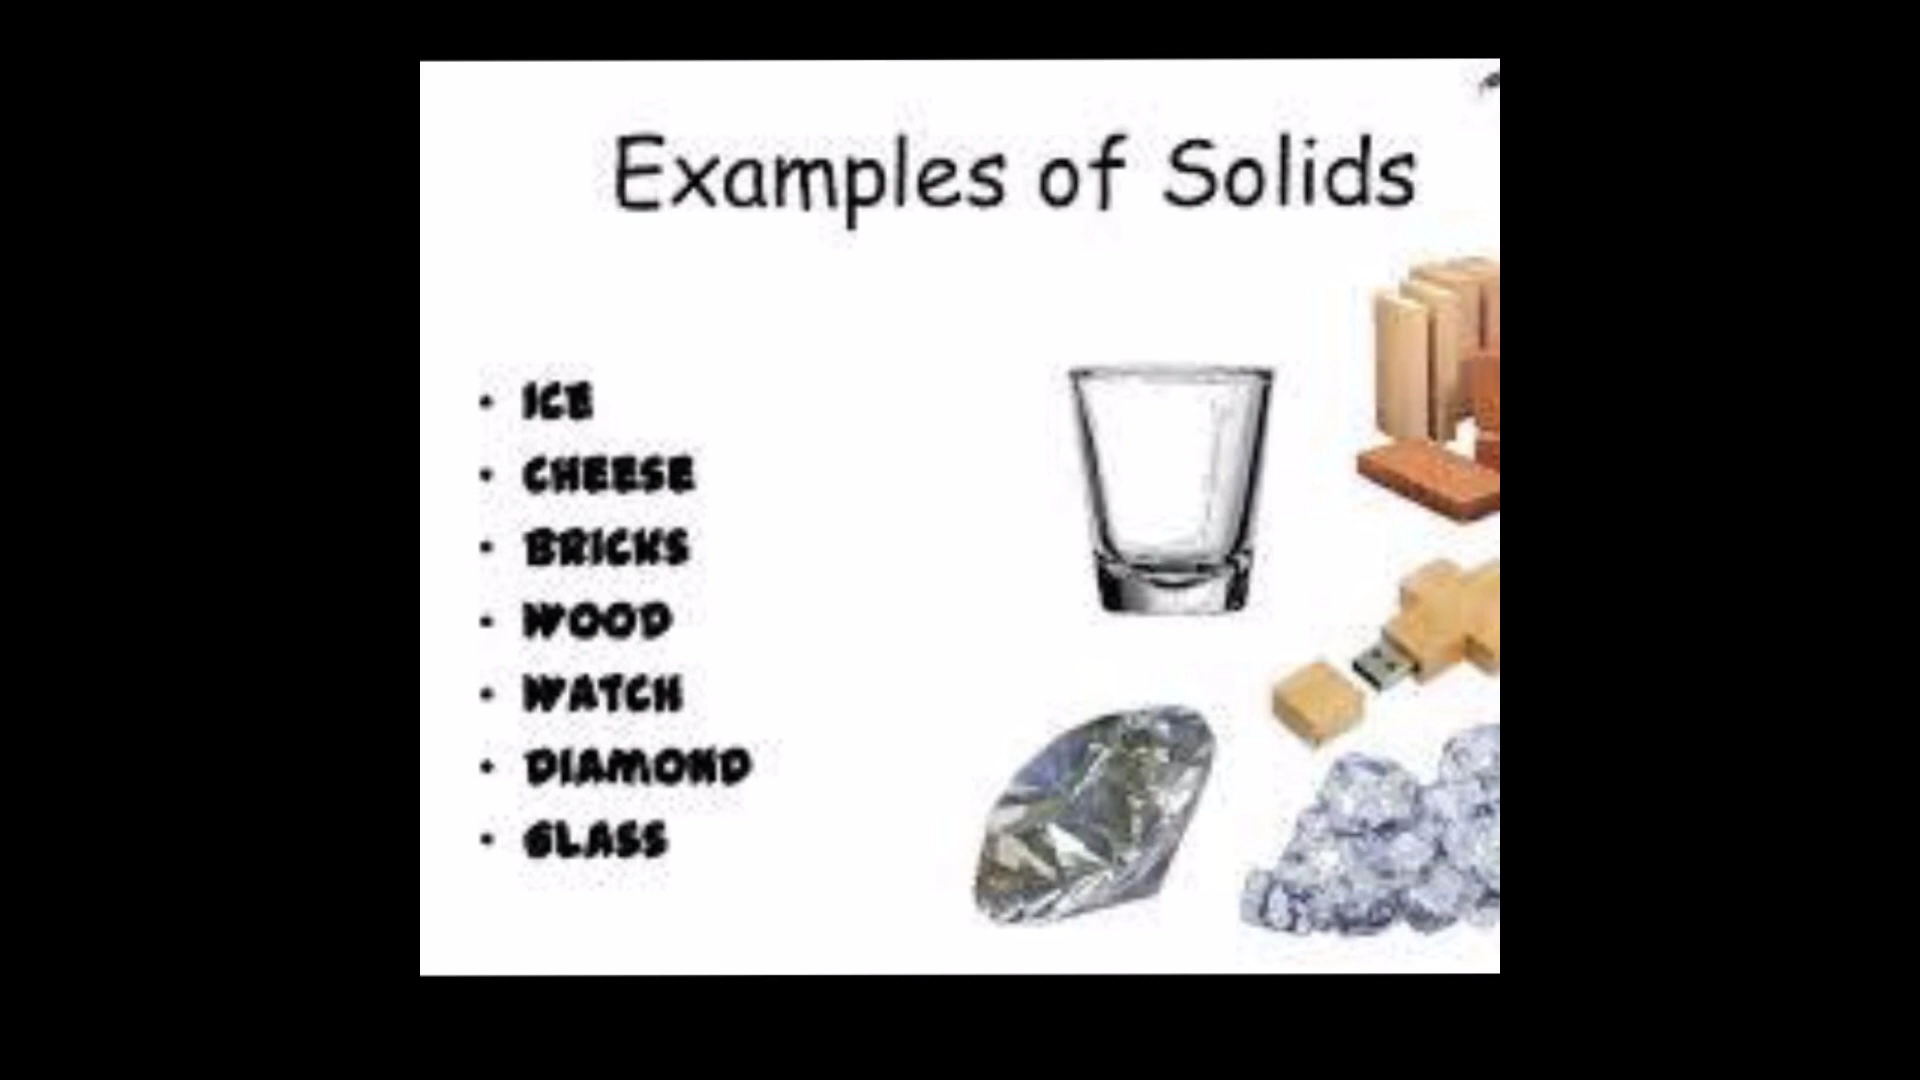 Examples of Solids
• ICE
• CHEESE
• BRICKS
• WOOD
• WATCH
• DIAMOND
• GLASS